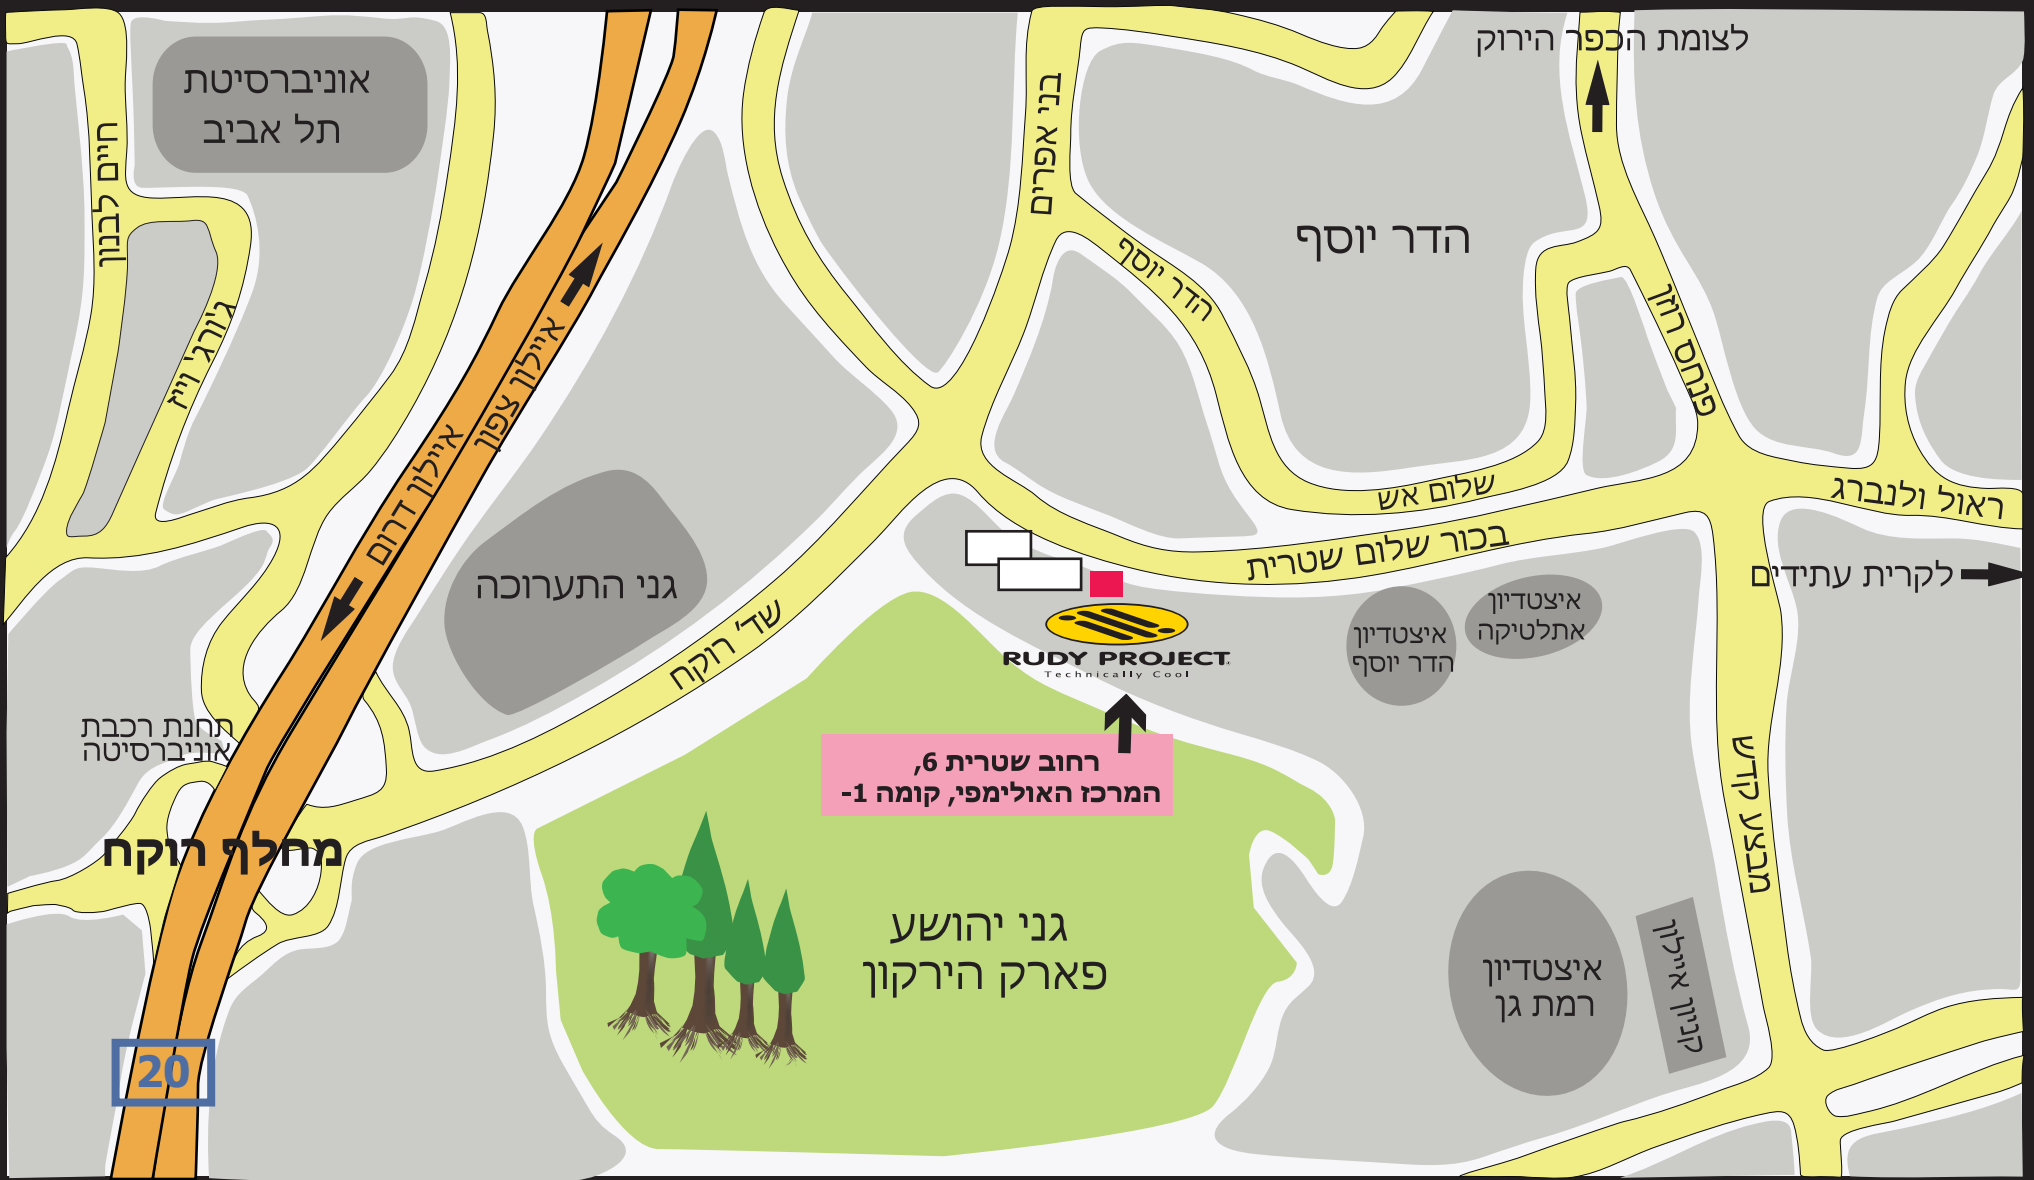 לצומת הכפר הירוק
אוניברסיטת
תל אביב
חיים לבנון
ג'ורג' וייז
בני אפרים
הדר יוסף
הדר יוסף
פנחס רוזן
איילון צפון
איילון דרום
שלום אש
ראול ולנברג
בכור שלום שטרית
לקרית עתידים
גני התערוכה
שד' רוקח
איצטדיון
אתלטיקה
איצטדיון
הדר יוסף
RUDY PROJECT
Technically Cool
תחנת רכבת
אוניברסיטה
רחוב שטרית 6,
המרכז האולימפי, קומה 1-
מבצע קדש
מחלף רוקח
גני יהושע
פארק הירקון
איצטדיון
רמת גן
קניון איילון
20